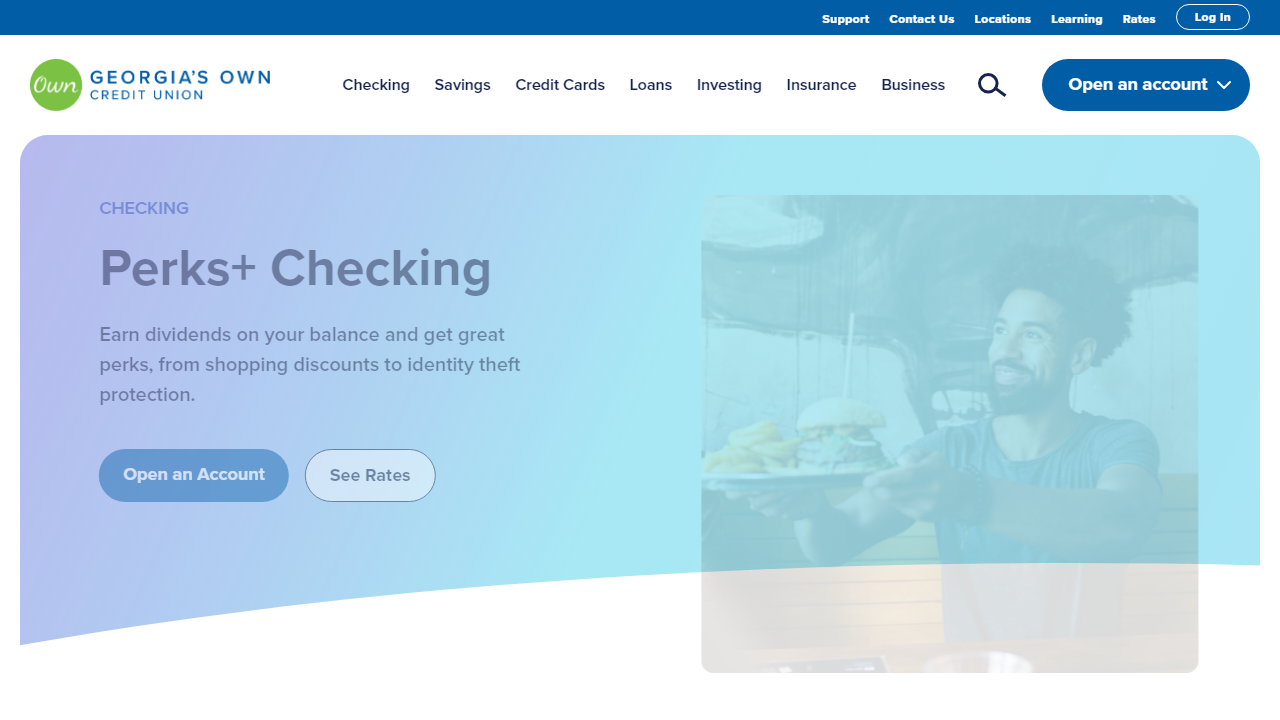 Support Contact Us Locations Learning Rates Log In
Own GEORGIA'S OWN
CREDIT UNION
Checking Savings Credit Cards Loans Investing Insurance Business
Open an account
CHECKING
Perks+ Checking
Earn dividends on your balance and get great
perks, from shopping discounts to identity theft
protection.
Open an Account See Rates